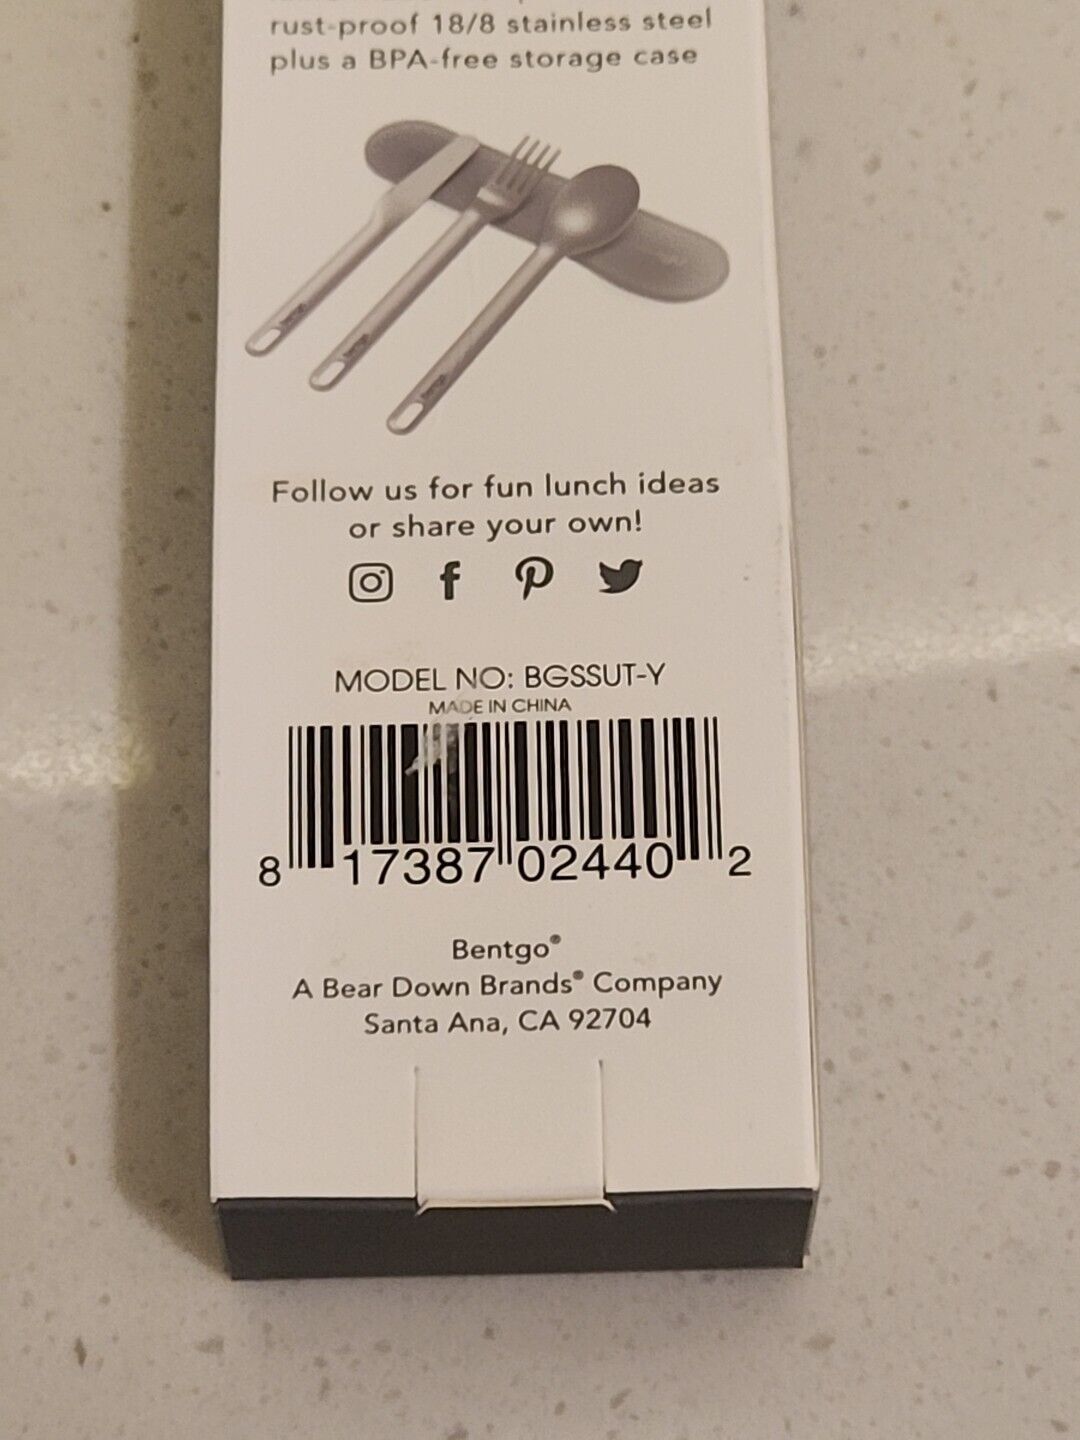 rust-proof 18/8 stainless steel
plus a BPA-free storage case
Follow us for fun lunch ideas
or share your own!
MODEL NO: BGSSUT-Y
MADE IN CHINA
8 17387 02440 2
Bentgo®
A Bear Down Brands® Company
Santa Ana, CA 92704